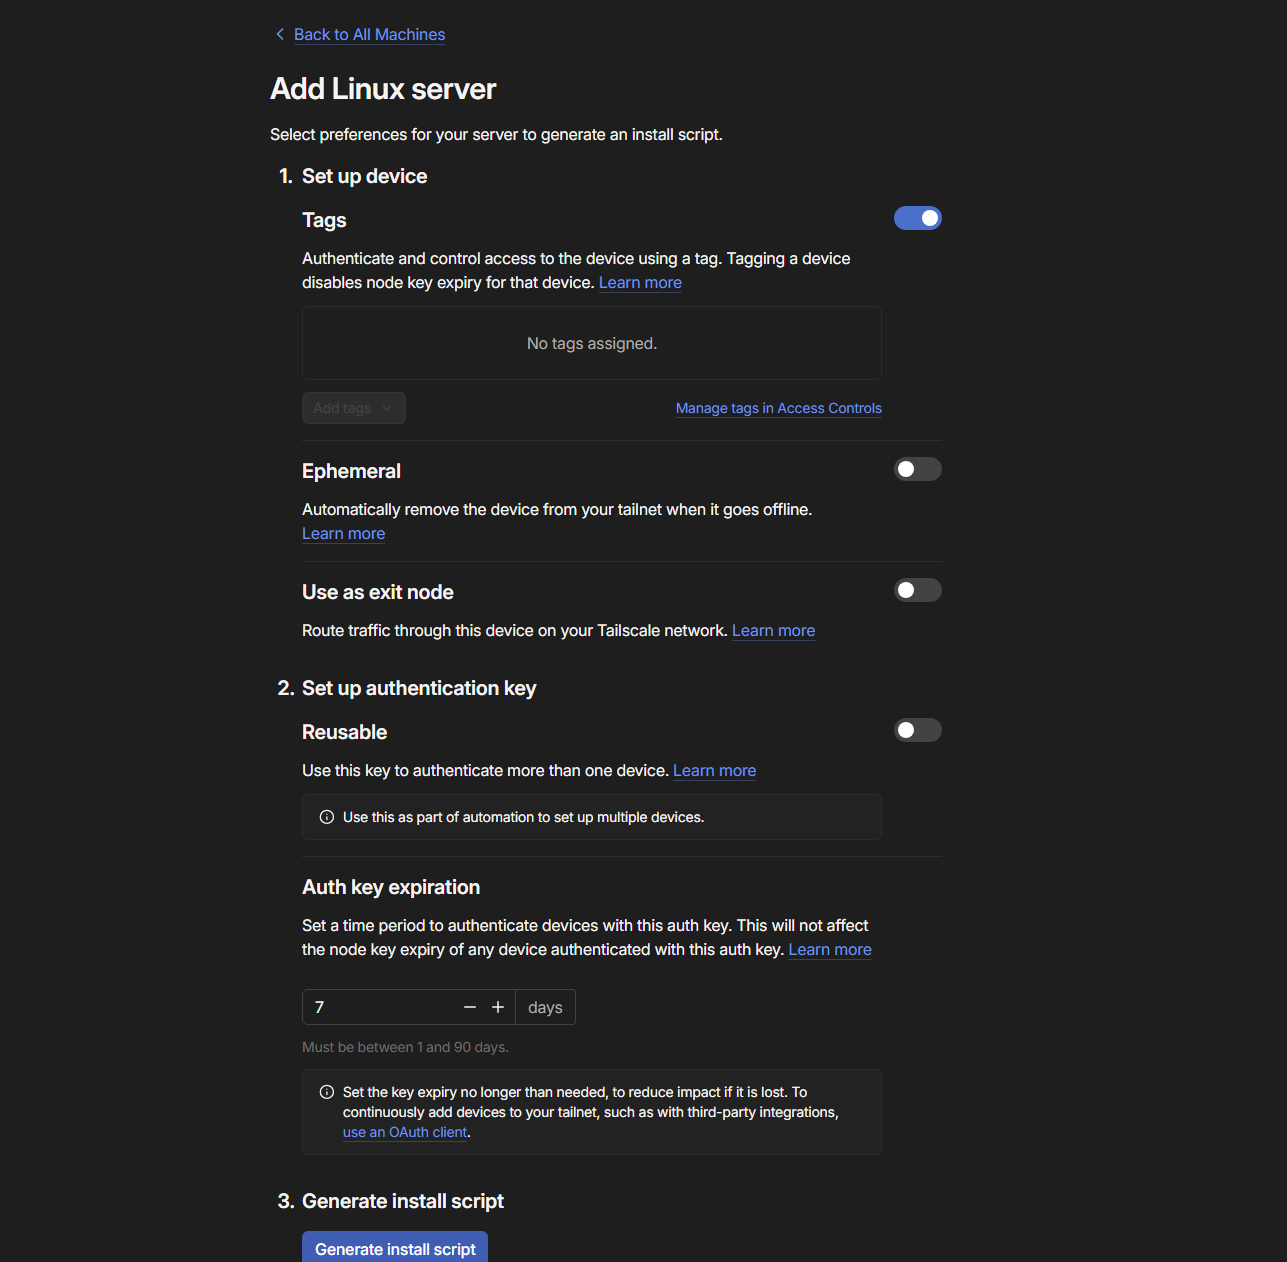 Back to All Machines
Add Linux server
Select preferences for your server to generate an install script.
1. Set up device
Tags
Authenticate and control access to the device using a tag. Tagging a device
disables node key expiry for that device. Learn more
No tags assigned.
Add tags
Manage tags in Access Controls
Ephemeral
Automatically remove the device from your tailnet when it goes offline.
Learn more
Use as exit node
Route traffic through this device on your Tailscale network. Learn more
2. Set up authentication key
Reusable
Use this key to authenticate more than one device. Learn more
Use this as part of automation to set up multiple devices.
Auth key expiration
Set a time period to authenticate devices with this auth key. This will not affect
the node key expiry of any device authenticated with this auth key. Learn more
7 days
Must be between 1 and 90 days.
Set the key expiry no longer than needed, to reduce impact if it is lost. To
continuously add devices to your tailnet, such as with third-party integrations,
use an OAuth client.
3. Generate install script
Generate install script